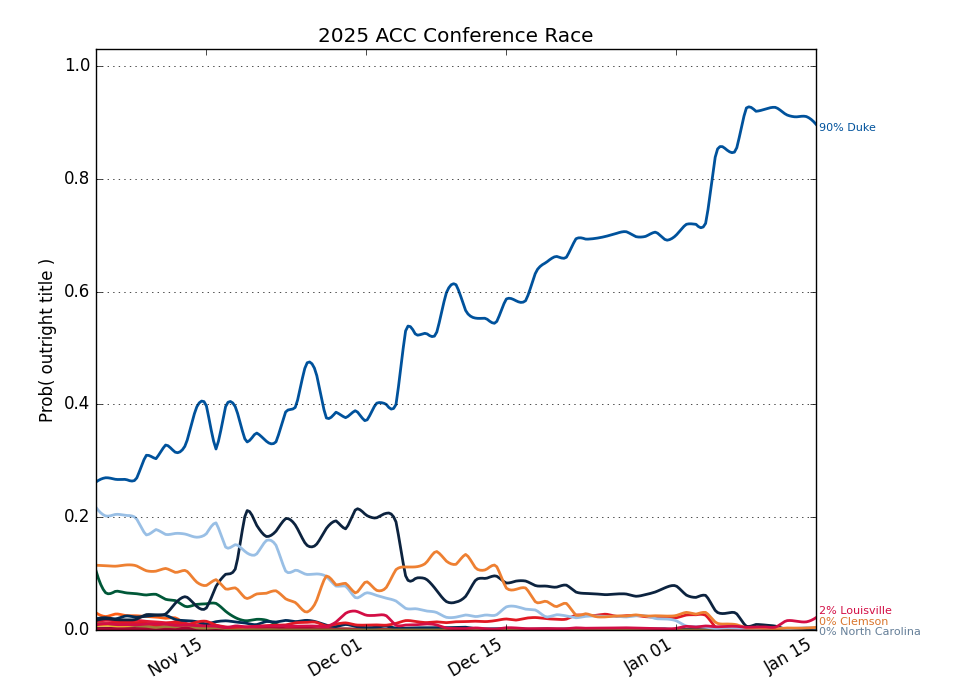 2025 ACC Conference Race
Prob( outright title )
1.0
0.8
0.6
0.4
0.2
0.0
Nov 15
Dec 01
Dec 15
Jan 01
Jan 15
90% Duke
2% Louisville
0% Clemson
0% North Carolina